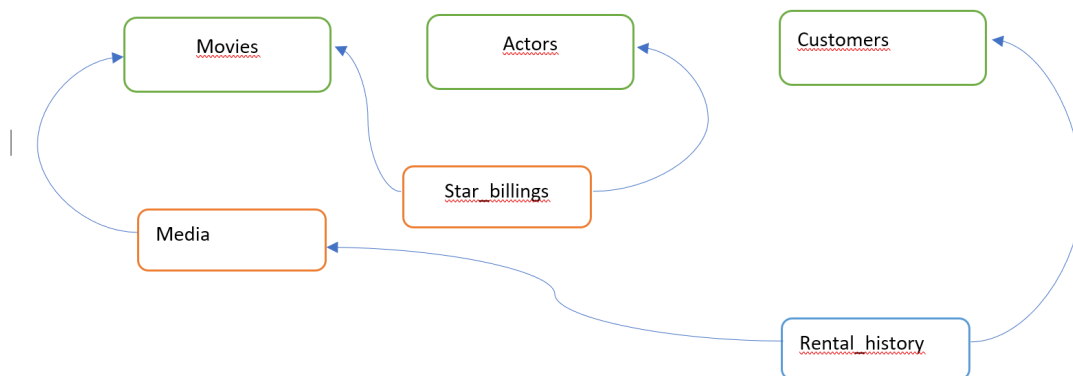 Movies
Actors
Customers
Star_billings
Media
Rental_history